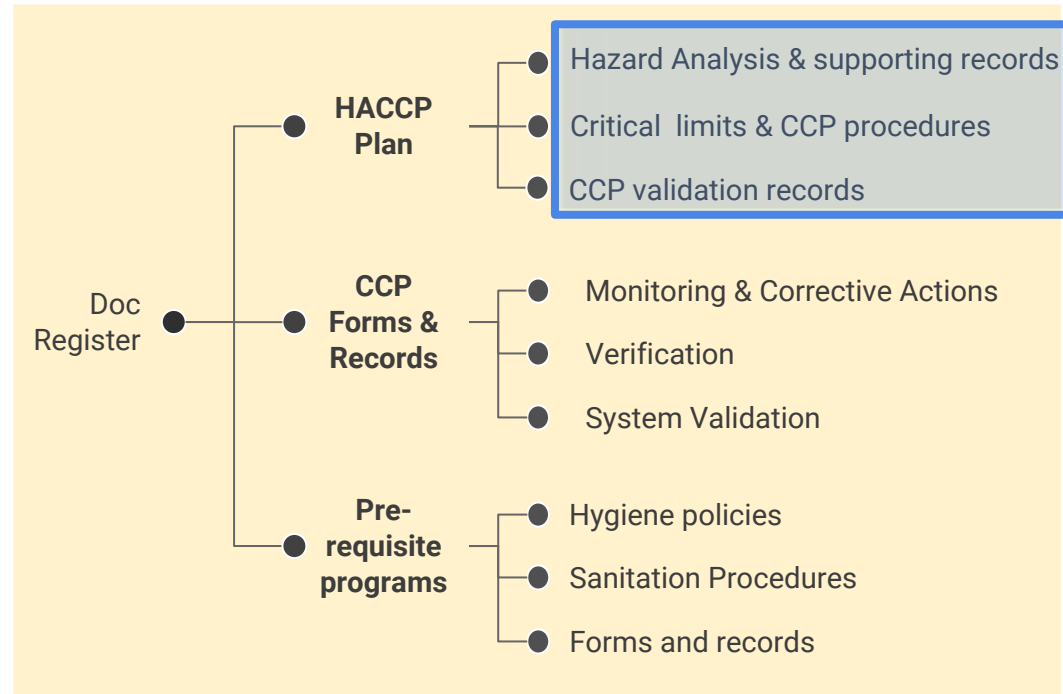 Hazard Analysis & supporting records
HACCP
Plan
Critical limits & CCP procedures
CCP validation records
Doc
Register
CCP
Forms &
Records
Monitoring & Corrective Actions
Verification
System Validation
Pre-
requisite
programs
Hygiene policies
Sanitation Procedures
Forms and records